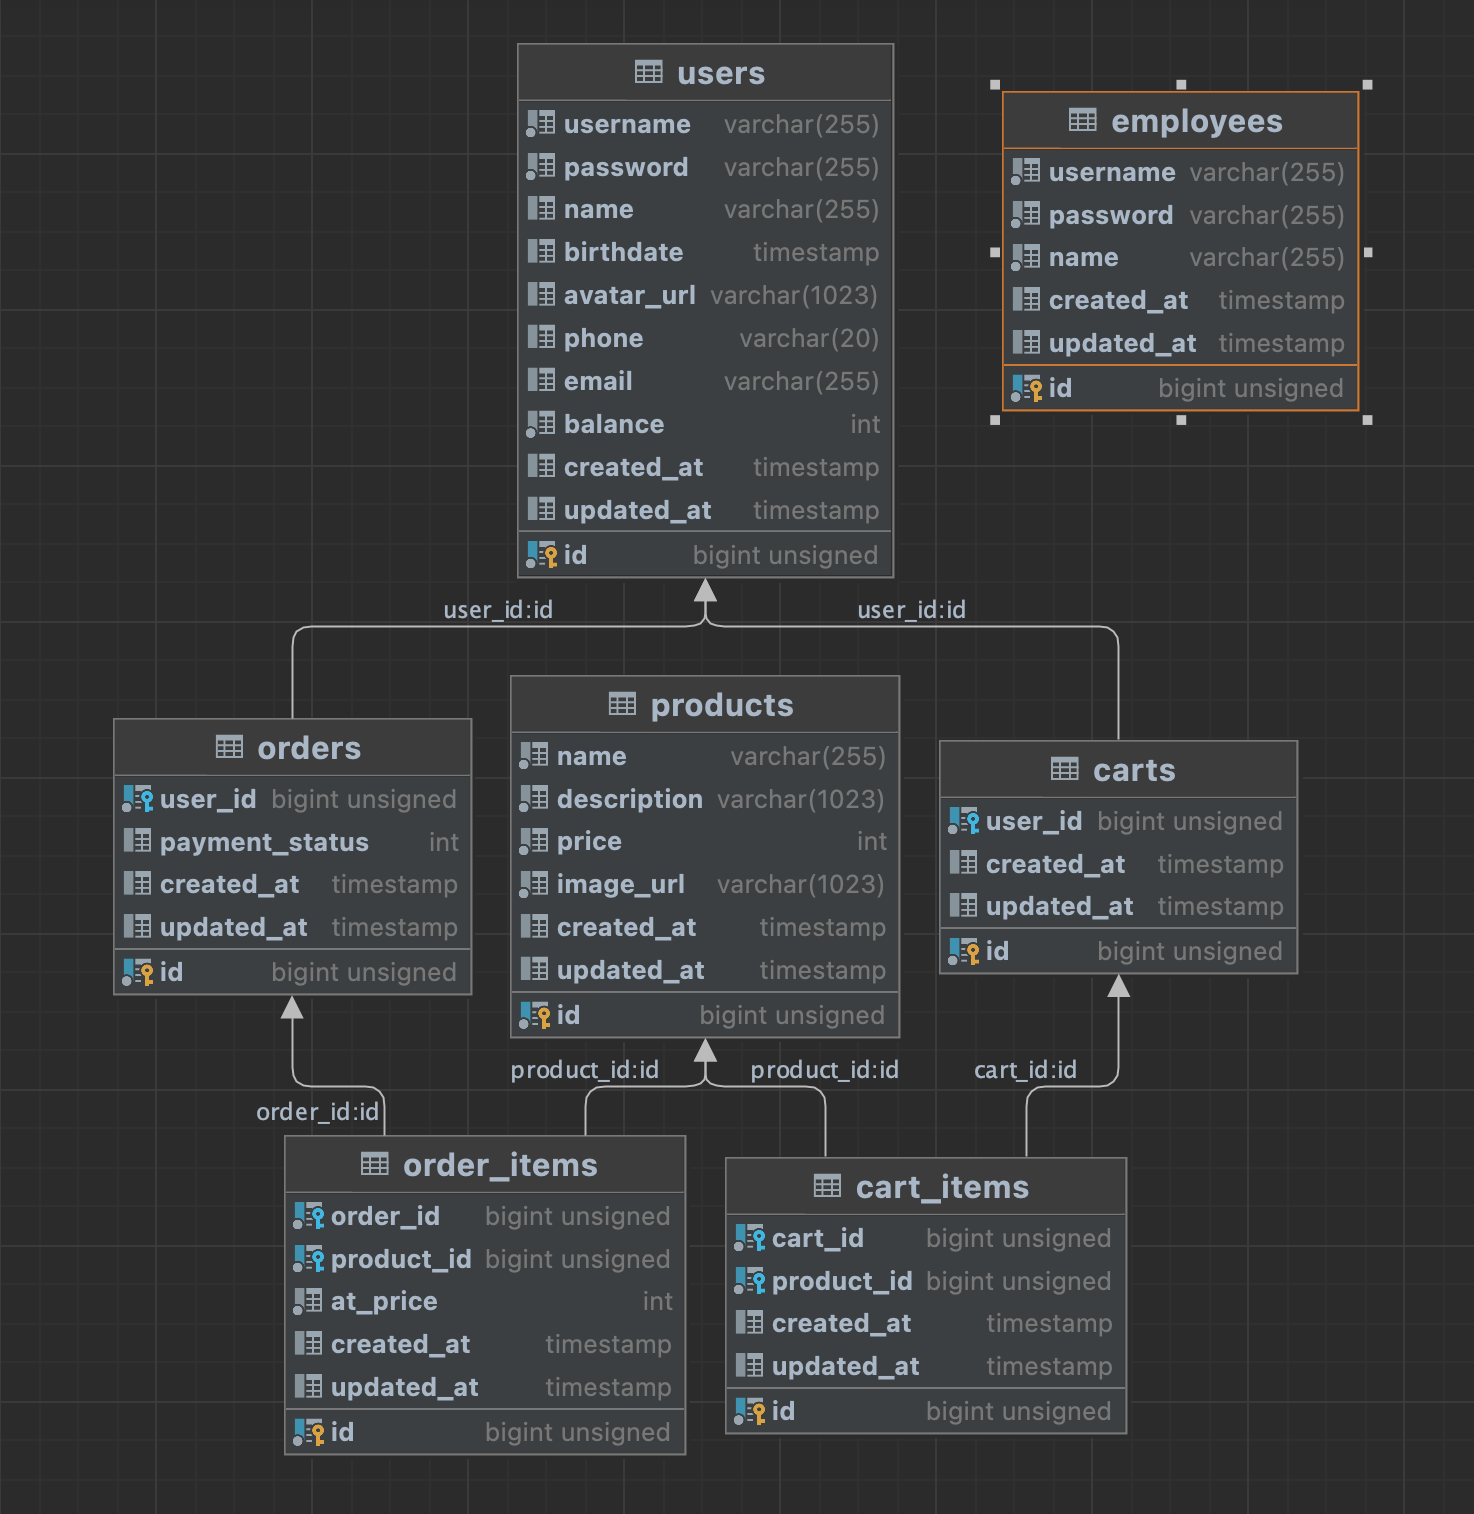 users
username varchar(255)
password varchar(255)
name varchar(255)
birthdate timestamp
avatar_url varchar(1023)
phone varchar(20)
email varchar(255)
balance int
created_at timestamp
updated_at timestamp
id bigint unsigned
employees
username varchar(255)
password varchar(255)
name varchar(255)
created_at timestamp
updated_at timestamp
id bigint unsigned
user_id:id
user_id:id
orders
user_id bigint unsigned
payment_status int
created_at timestamp
updated_at timestamp
id bigint unsigned
products
name varchar(255)
description varchar(1023)
price int
image_url varchar(1023)
created_at timestamp
updated_at timestamp
id bigint unsigned
carts
user_id bigint unsigned
created_at timestamp
updated_at timestamp
id bigint unsigned
order_id:id
product_id:id
product_id:id
cart_id:id
order_items
order_id bigint unsigned
product_id bigint unsigned
at_price int
created_at timestamp
updated_at timestamp
id bigint unsigned
cart_items
cart_id bigint unsigned
product_id bigint unsigned
created_at timestamp
updated_at timestamp
id bigint unsigned